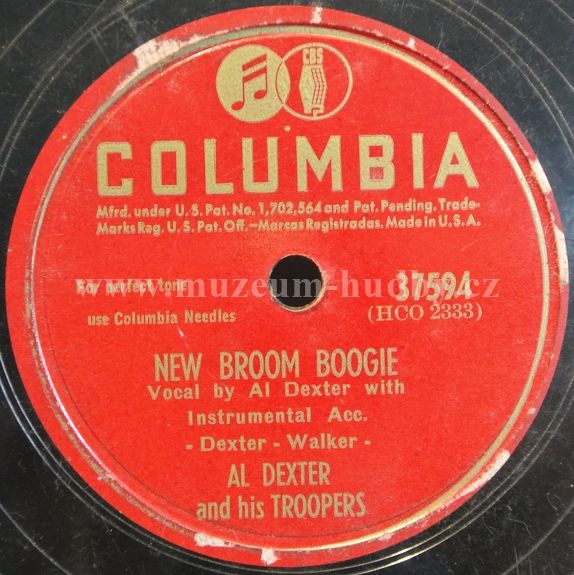 CBS
COLUMBIA
Mfrd. under U.S. Pat. No. 1,702,564 and Pat. Pending. Trade-
Marks Reg. U.S. Pat. Off.—Marcas Registradas. Made in U.S.A.
www.muzeum-hudby.cz
For perfect tone
use Columbia Needles
37594
(HCO 2333)
NEW BROOM BOOGIE
Vocal by Al Dexter with
Instrumental Acc.
- Dexter - Walker -
AL DEXTER
and his TROOPERS